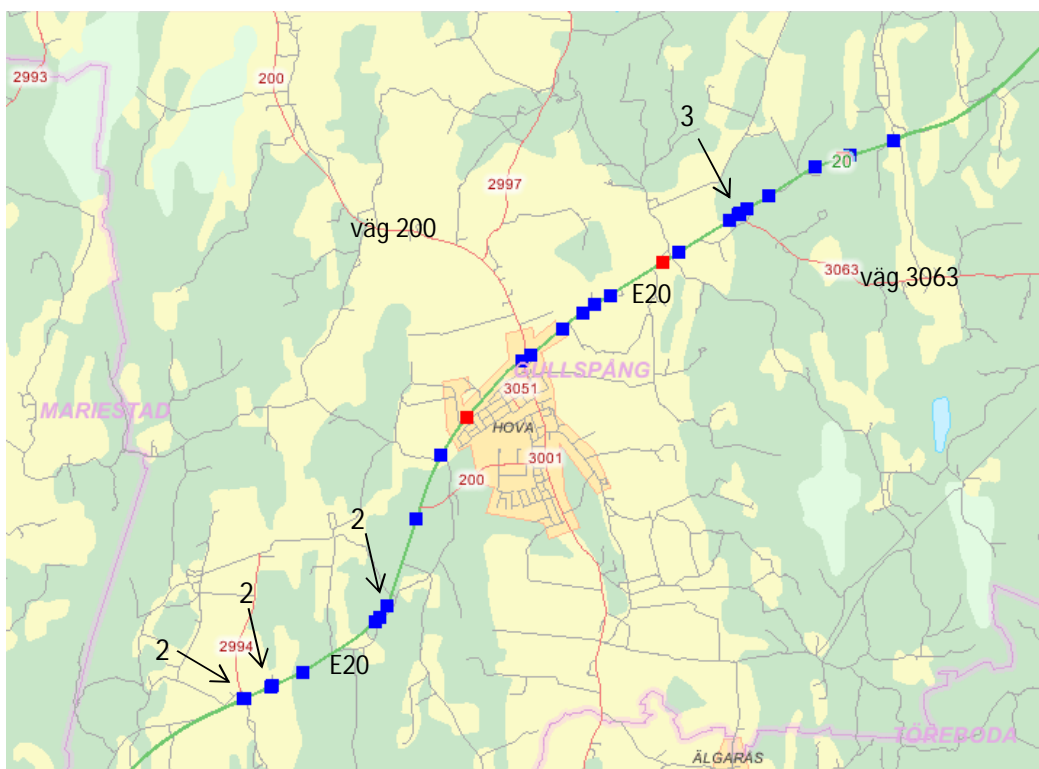 2993
200
3
20
2997
väg 200
3063
väg 3063
E20
GULLSPÅNG
3051
MARIESTAD
HOVA
3001
200
2
2
2994
2
E20
TÖREBODA
ÄLGARÅS